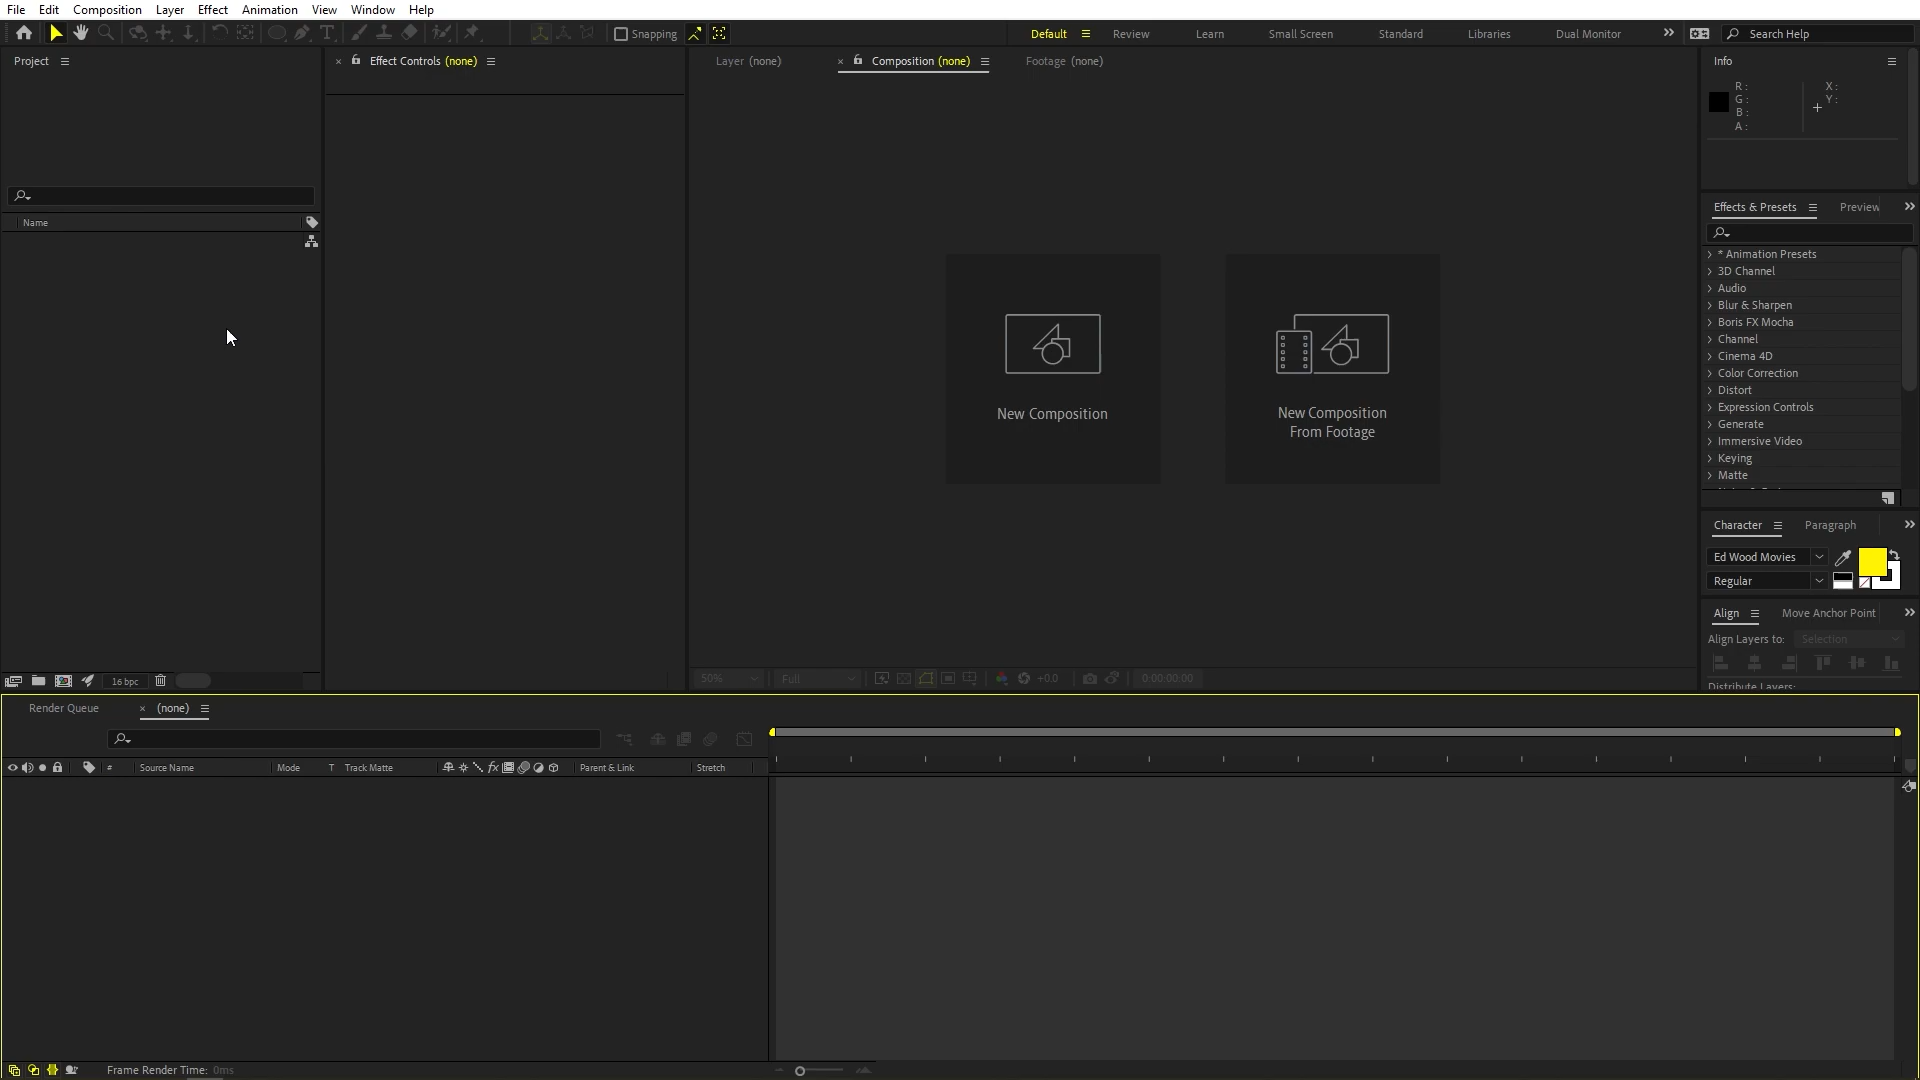 File Edit Composition Layer Effect Animation View Window Help
Snapping
Default Review Learn Small Screen Standard Libraries Dual Monitor Search Help
Project
Effect Controls (none)
Layer (none) Composition (none) Footage (none)
Info
R :
G :
B :
A :
X :
Y :
Name
Effects & Presets Preview
* Animation Presets
3D Channel
Audio
Blur & Sharpen
Boris FX Mocha
Channel
Cinema 4D
Color Correction
Distort
Expression Controls
Generate
Immersive Video
Keying
Matte
New Composition
New Composition
From Footage
Character Paragraph
Ed Wood Movies
Regular
Align Move Anchor Point
Align Layers to: Selection
Distribute Layers:
16 bpc
50% Full +0.0 0:00:00:00
Render Queue (none)
# Source Name Mode T Track Matte fx Parent & Link Stretch
Frame Render Time: 0ms